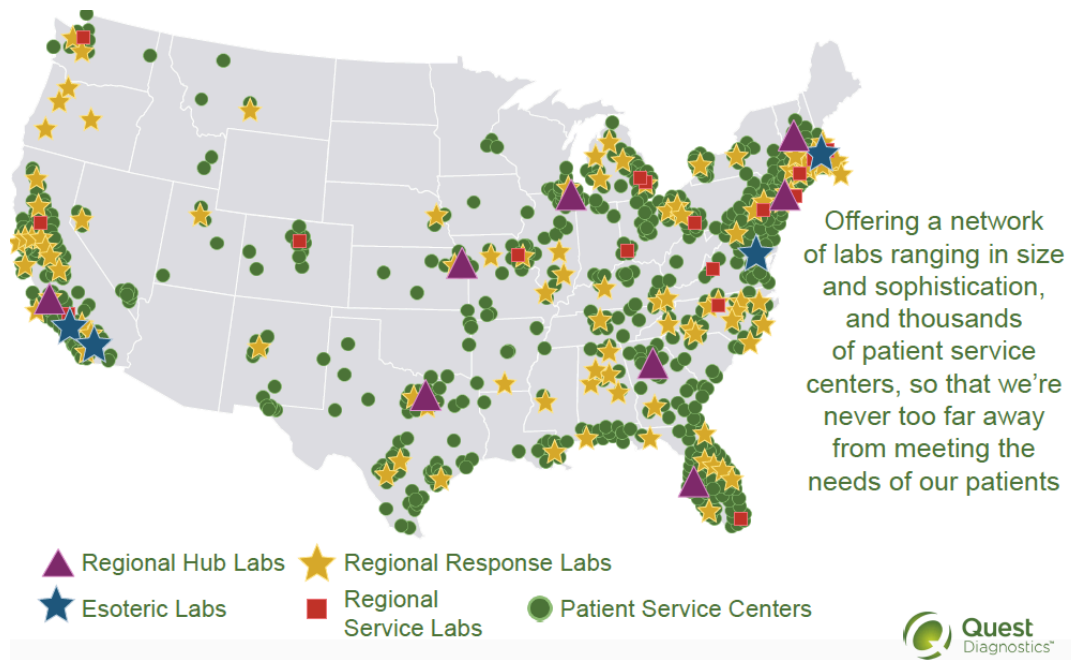 Offering a network
of labs ranging in size
and sophistication,
and thousands
of patient service
centers, so that we’re
never too far away
from meeting the
needs of our patients
Regional Hub Labs
Regional Response Labs
Esoteric Labs
Regional
Service Labs
Patient Service Centers
Quest
Diagnostics™